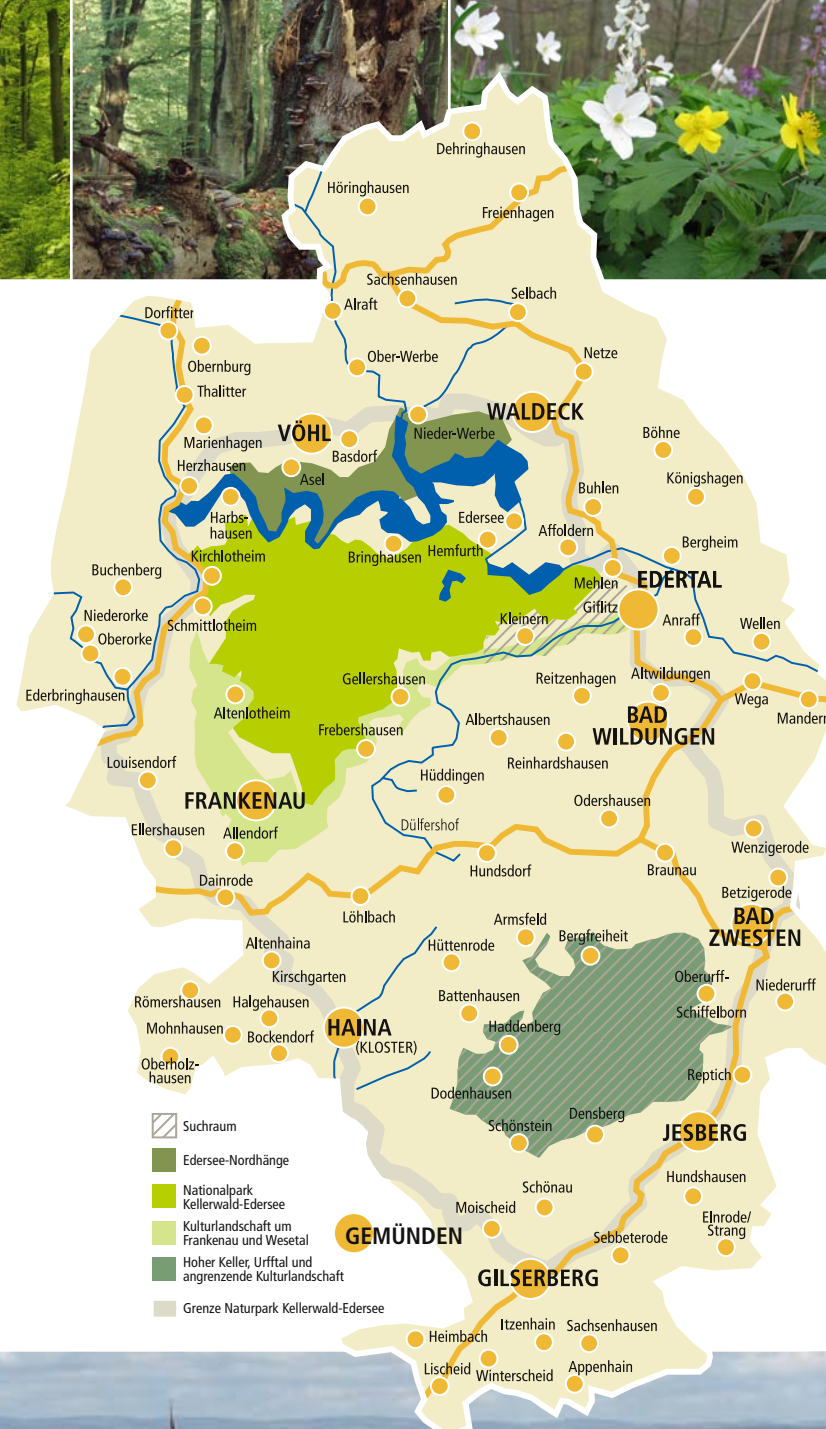 Dehringhausen
Höringhausen
Freienhagen
Sachsenhausen
Alraft
Selbach
Dorfitter
Obernburg
Ober-Werbe
Netze
Thalitter
WALDECK
VÖHL
Nieder-Werbe
Marienhagen
Basdorf
Böhne
Herzhausen
Asel
Königshagen
Buhlen
Harbs-
hausen
Edersee
Affoldern
Bergheim
Kirchlotheim
Bringhausen
Hemfurth
Buchenberg
Mehlen
EDERTAL
Giflitz
Niederorke
Schmittlotheim
Kleinern
Anraff
Wellen
Oberorke
Ederbringhausen
Gellershausen
Reitzenhagen
Altwildungen
Wega
Altenlotheim
Mandern
Frebershausen
Albertshausen
BAD
WILDUNGEN
Reinhardshausen
Louisendorf
Hüddingen
FRANKENAU
Odershausen
Ellershausen
Allendorf
Dülfershof
Wenzigerode
Hundsdorf
Braunau
Dainrode
Betzigerode
Löhlbach
BAD
ZWESTEN
Armsfeld
Bergfreiheit
Altenhaina
Hüttenrode
Kirschgarten
Oberurff-
Schiffelborn
Niederurff
Römershausen
Halgehausen
Battenhausen
Mohnhausen
Bockendorf
HAINA
(KLOSTER)
Haddenberg
Oberholz-
hausen
Reptich
Dodenhausen
Densberg
Schönstein
JESBERG
Suchraum
Edersee-Nordhänge
Nationalpark
Kellerwald-Edersee
Kulturlandschaft um
Frankenau und Wesetal
Hoher Keller, Urfftal und
angrenzende Kulturlandschaft
Grenze Naturpark Kellerwald-Edersee
Hundshausen
Schönau
Moischeid
Elnrode/
Strang
GEMÜNDEN
Sebbeterode
GILSERBERG
Itzenhain
Sachsenhausen
Heimbach
Lischeid
Winterscheid
Appenhain